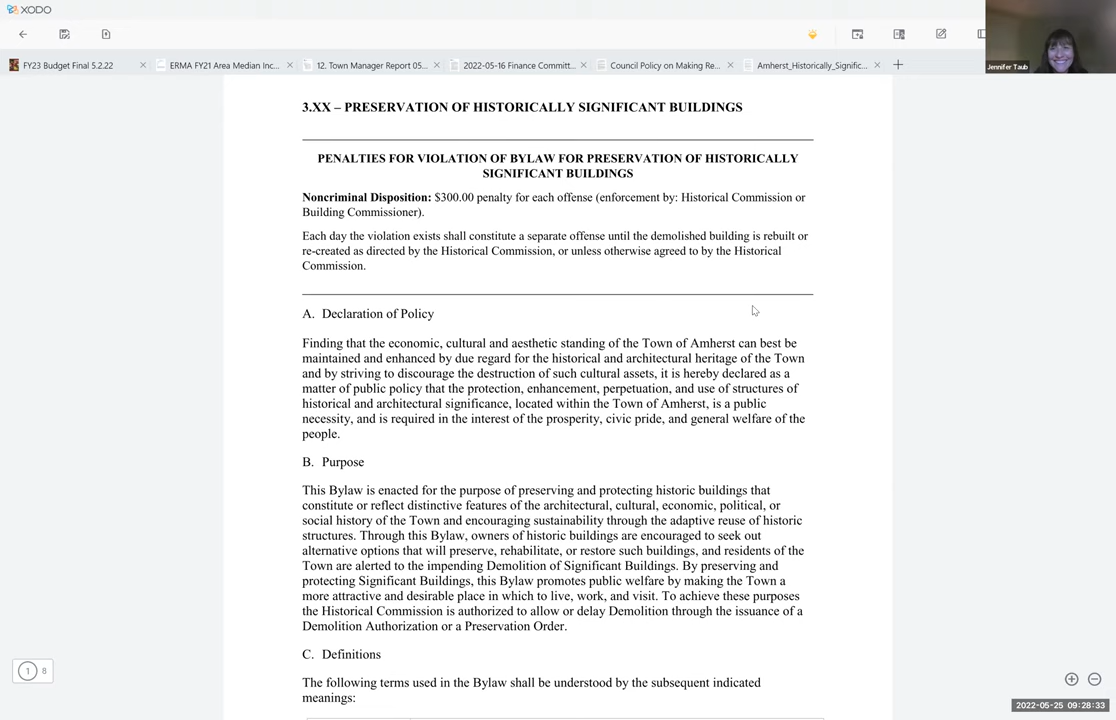 XODO
FY23 Budget Final 5.2.22
ERMA FY21 Area Median Inc...
12. Town Manager Report 05...
2022-05-16 Finance Committ...
Council Policy on Making Re...
Amherst_Historically_Signific...
Jennifer Taub
3.XX – PRESERVATION OF HISTORICALLY SIGNIFICANT BUILDINGS
PENALTIES FOR VIOLATION OF BYLAW FOR PRESERVATION OF HISTORICALLY
SIGNIFICANT BUILDINGS
Noncriminal Disposition: $300.00 penalty for each offense (enforcement by: Historical Commission or
Building Commissioner).
Each day the violation exists shall constitute a separate offense until the demolished building is rebuilt or
re-created as directed by the Historical Commission, or unless otherwise agreed to by the Historical
Commission.
A. Declaration of Policy
Finding that the economic, cultural and aesthetic standing of the Town of Amherst can best be
maintained and enhanced by due regard for the historical and architectural heritage of the Town
and by striving to discourage the destruction of such cultural assets, it is hereby declared as a
matter of public policy that the protection, enhancement, perpetuation, and use of structures of
historical and architectural significance, located within the Town of Amherst, is a public
necessity, and is required in the interest of the prosperity, civic pride, and general welfare of the
people.
B. Purpose
This Bylaw is enacted for the purpose of preserving and protecting historic buildings that
constitute or reflect distinctive features of the architectural, cultural, economic, political, or
social history of the Town and encouraging sustainability through the adaptive reuse of historic
structures. Through this Bylaw, owners of historic buildings are encouraged to seek out
alternative options that will preserve, rehabilitate, or restore such buildings, and residents of the
Town are alerted to the impending Demolition of Significant Buildings. By preserving and
protecting Significant Buildings, this Bylaw promotes public welfare by making the Town a
more attractive and desirable place in which to live, work, and visit. To achieve these purposes
the Historical Commission is authorized to allow or delay Demolition through the issuance of a
Demolition Authorization or a Preservation Order.
C. Definitions
The following terms used in the Bylaw shall be understood by the subsequent indicated
meanings:
1 8
2022-05-25 09:28:33